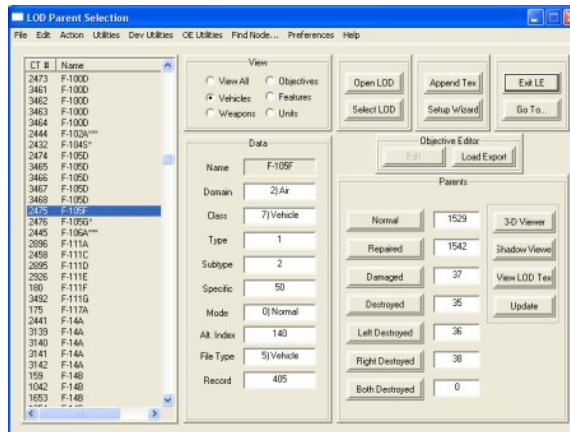 LOD Parent Selection
File Edit Action Utilities Dev Utilities OE Utilities Find Node... Preferences Help
CT # Name
2473 F-100D
3461 F-100D
3462 F-100D
3463 F-100D
3464 F-100D
2444 F-102A***
2432 F-104S*
2474 F-105D
3465 F-105D
3466 F-105D
3467 F-105D
3468 F-105D
2475 F-105F
2476 F-105G*
2445 F-106A***
2896 F-111A
2458 F-111C
2895 F-111D
2926 F-111E
180 F-111F
3492 F-111G
175 F-117A
2441 F-14A
3139 F-14A
3140 F-14A
3141 F-14A
3142 F-14A
159 F-14B
1042 F-14B
1653 F-14B
View
View All Objectives
Vehicles Features
Weapons Units
Data
Name F-105F
Domain 2) Air
Class 7) Vehicle
Type 1
Subtype 2
Specific 50
Mode 0) Normal
Alt. Index 140
File Type 5) Vehicle
Record 405
Open LOD Append Tex Exit LE
Select LOD Setup Wizard Go To...
Objective Editor
Edit Load Export
Parents
Normal 1529 3-D Viewer
Repaired 1542 Shadow Viewe
Damaged 37 View LOD Tex
Destroyed 35 Update
Left Destroyed 36
Right Destoyed 38
Both Destroyed 0